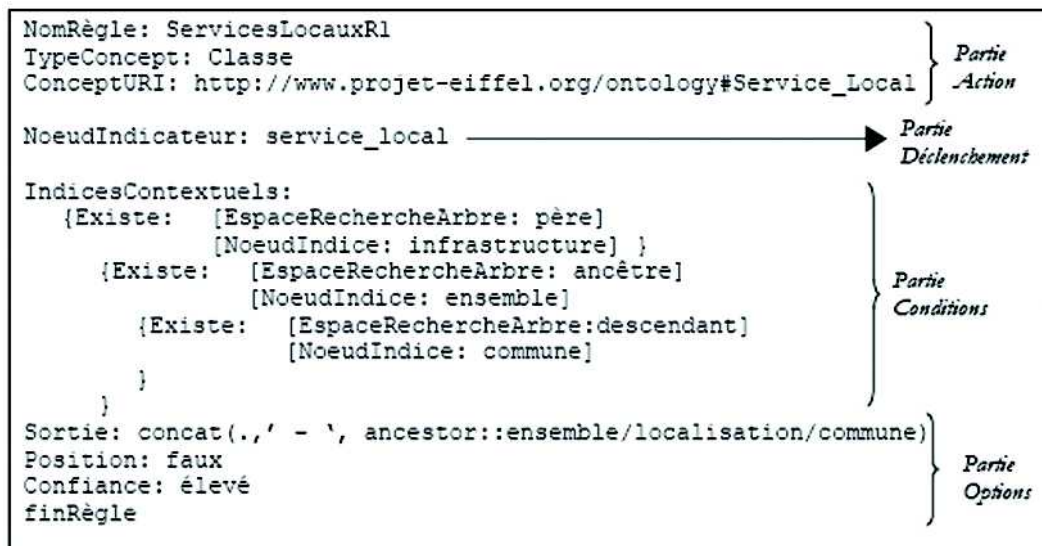 NomRègle: ServicesLocauxR1
TypeConcept: Classe
ConceptURI: http://www.projet-eiffel.org/ontology#Service_Local
Partie
Action
NoeudIndicateur: service_local
Partie
Déclenchement
IndicesContextuels:
{Existe: [EspaceRechercheArbre: père]
[NoeudIndice: infrastructure] }
{Existe: [EspaceRechercheArbre: ancêtre]
[NoeudIndice: ensemble]
{Existe: [EspaceRechercheArbre:descendant]
[NoeudIndice: commune]
}
}
Partie
Conditions
Sortie: concat(.,’ - ‘, ancestor::ensemble/localisation/commune)
Position: faux
Confiance: élevé
finRègle
Partie
Options